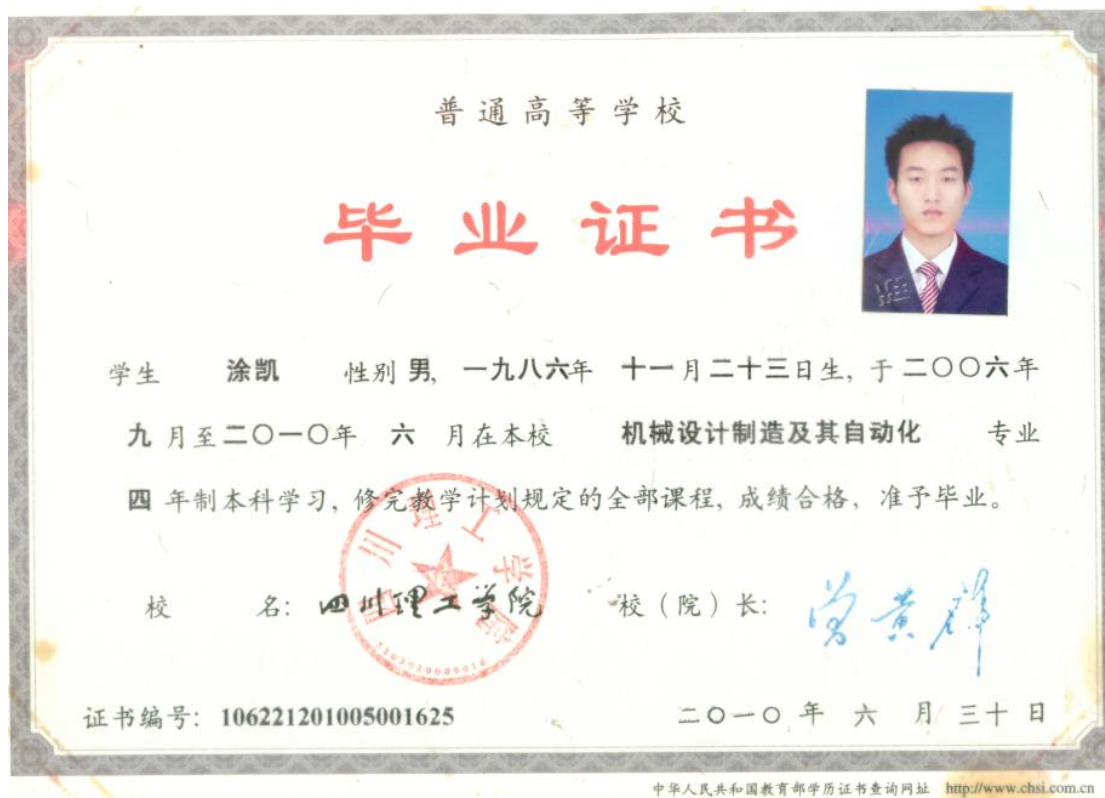 普通高等学校
毕业证书
学生 涂凯 性别 男, 一九八六年 十一月二十三日生, 于二〇〇六年
九 月至二〇一〇年 六 月在本校 机械设计制造及其自动化 专业
四 年制本科学习, 修完教学计划规定的全部课程, 成绩合格, 准予毕业。
校 名: 四川理工学院 校(院)长:
四川理工学院
证书编号: 106221201005001625 二〇一〇 年 六 月 三十 日
中华人民共和国教育部学历证书查询网址 http://www.chsi.com.cn